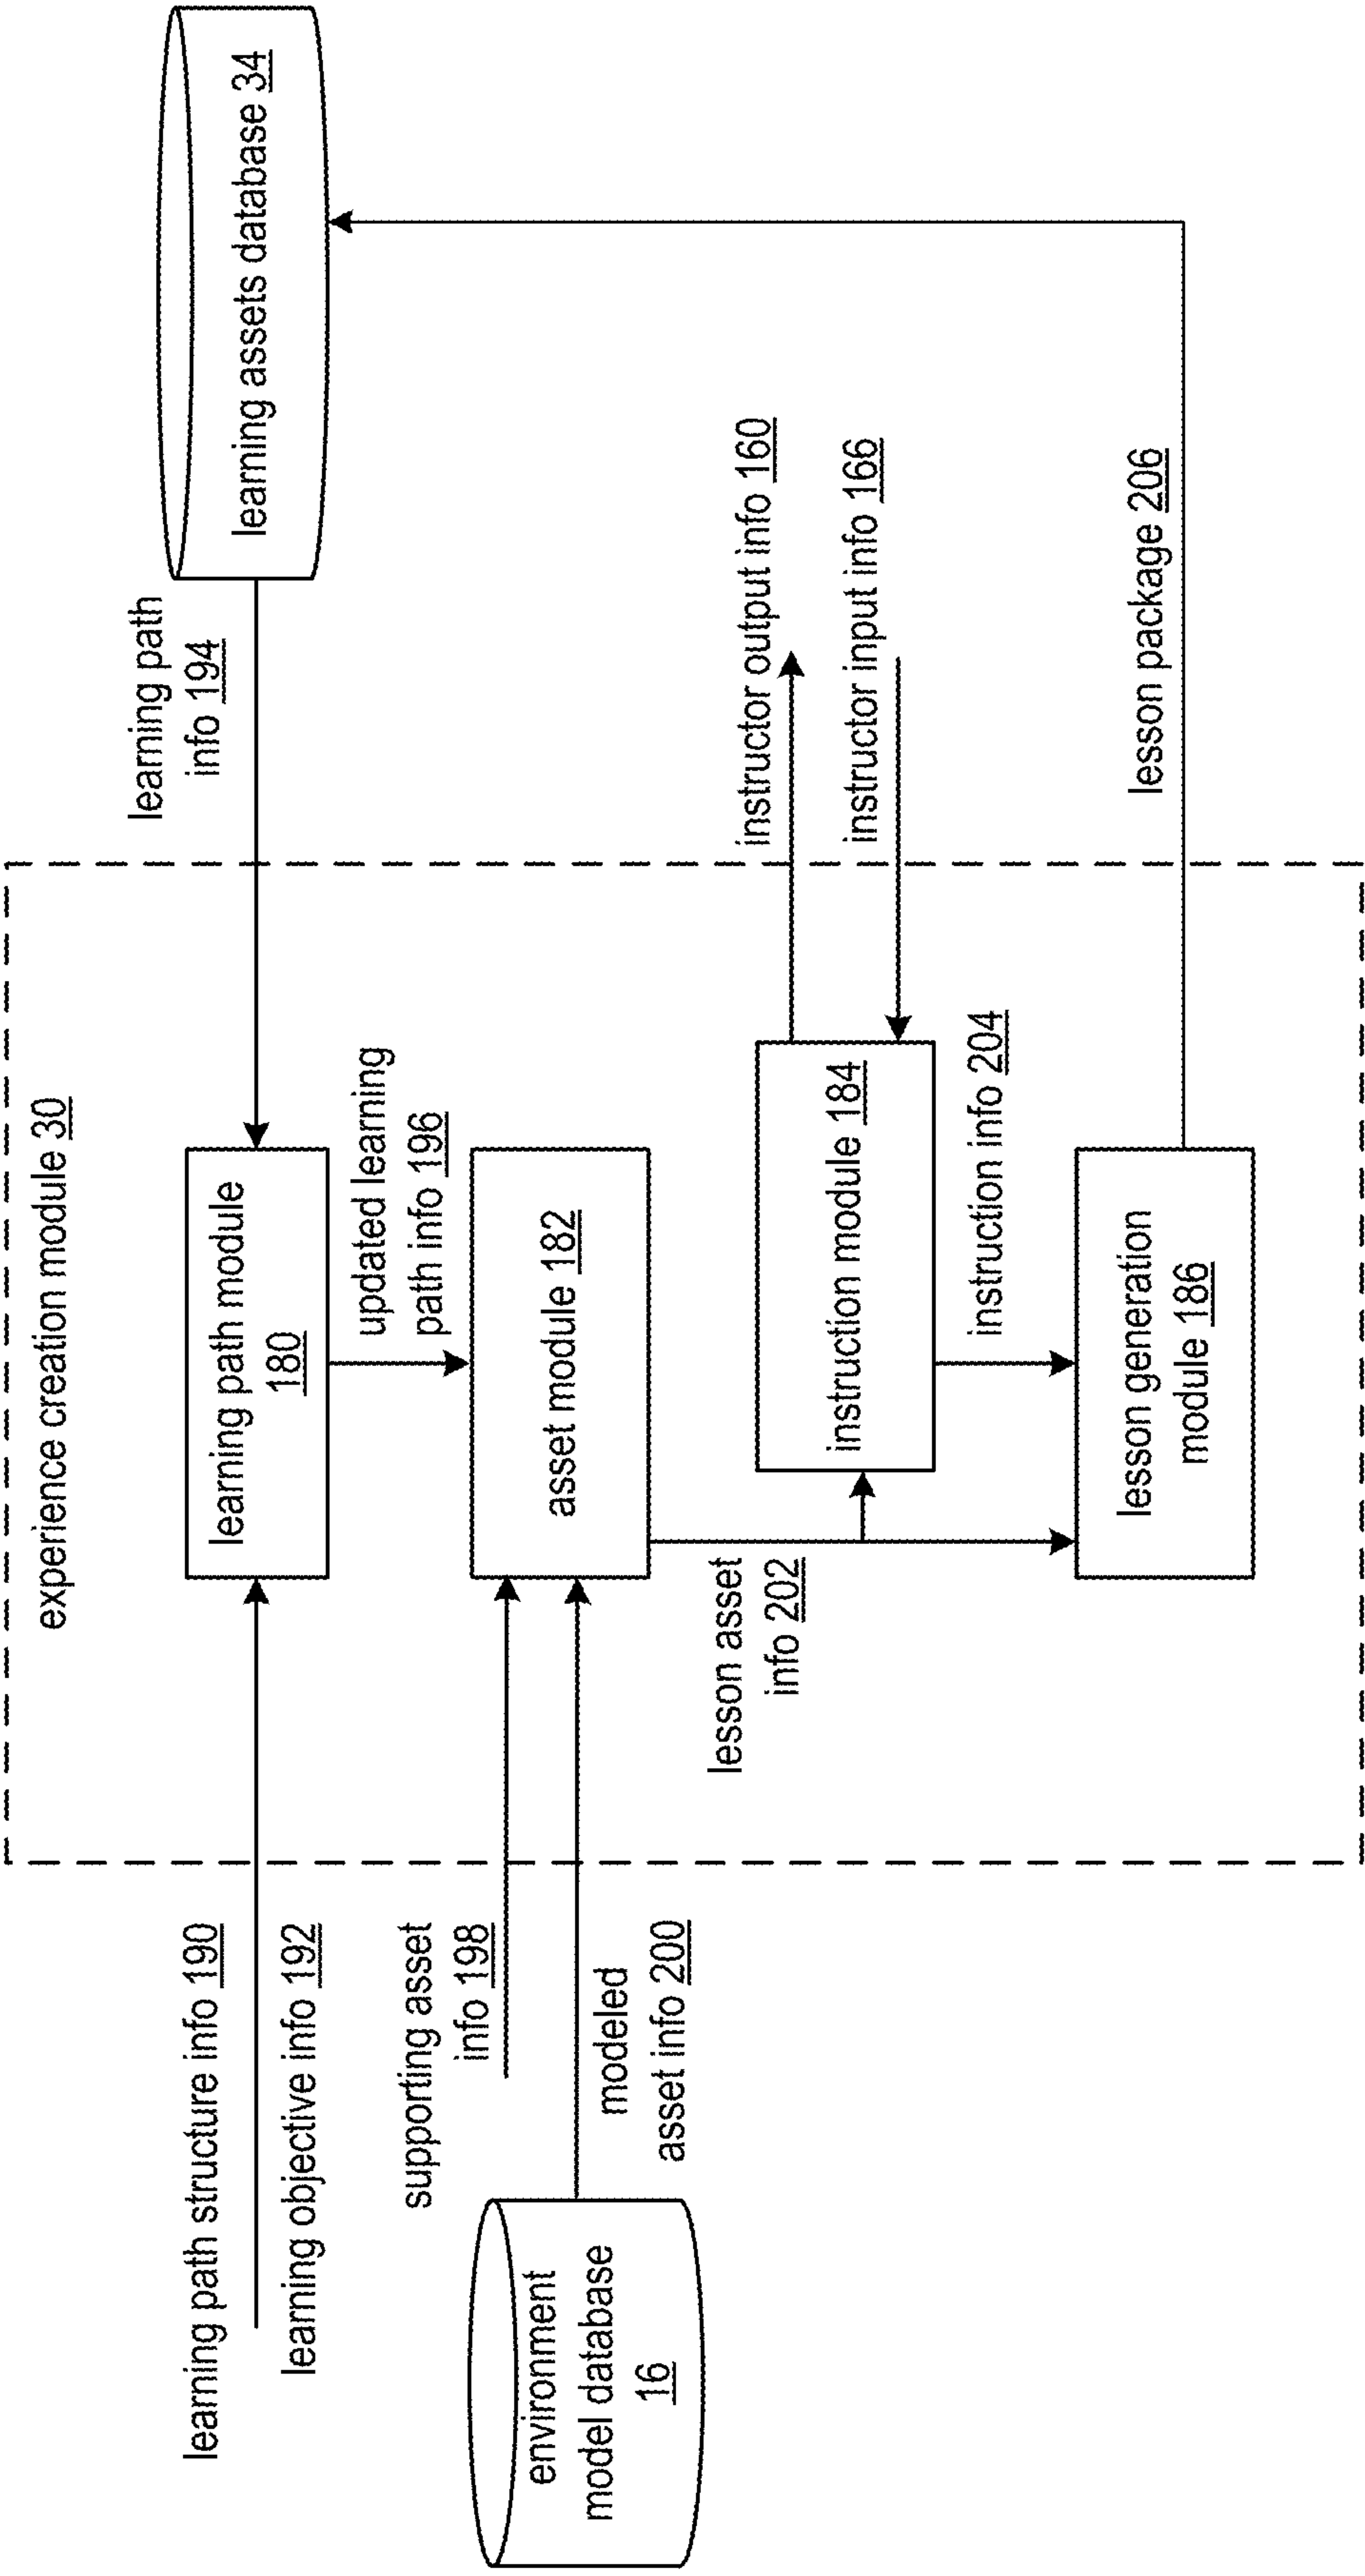 experience creation module 30
learning path structure info 190
learning objective info 192
learning path module
180
learning path
info 194
learning assets database 34
updated learning
path info 196
supporting asset
info 198
environment
model database
16
modeled
asset info 200
asset module 182
lesson asset
info 202
instruction module 184
instructor output info 160
instructor input info 166
instruction info 204
lesson generation
module 186
lesson package 206